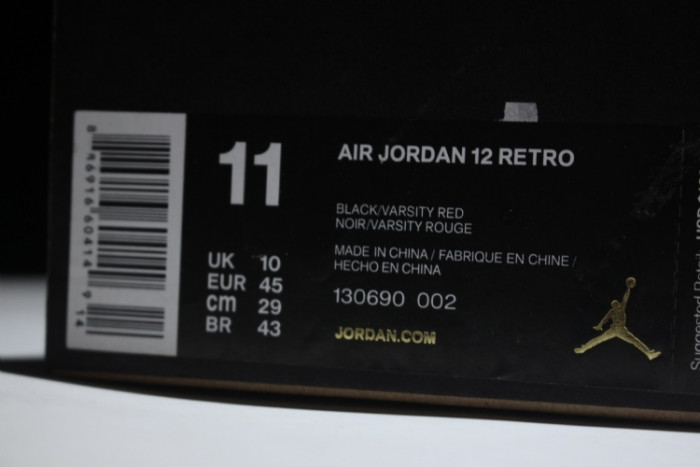 11
AIR JORDAN 12 RETRO
BLACK/VARSITY RED
NOIR/VARSITY ROUGE
MADE IN CHINA / FABRIQUE EN CHINE /
HECHO EN CHINA
130690 002
JORDAN.COM
UK 10
EUR 45
cm 29
BR 43
Suggested